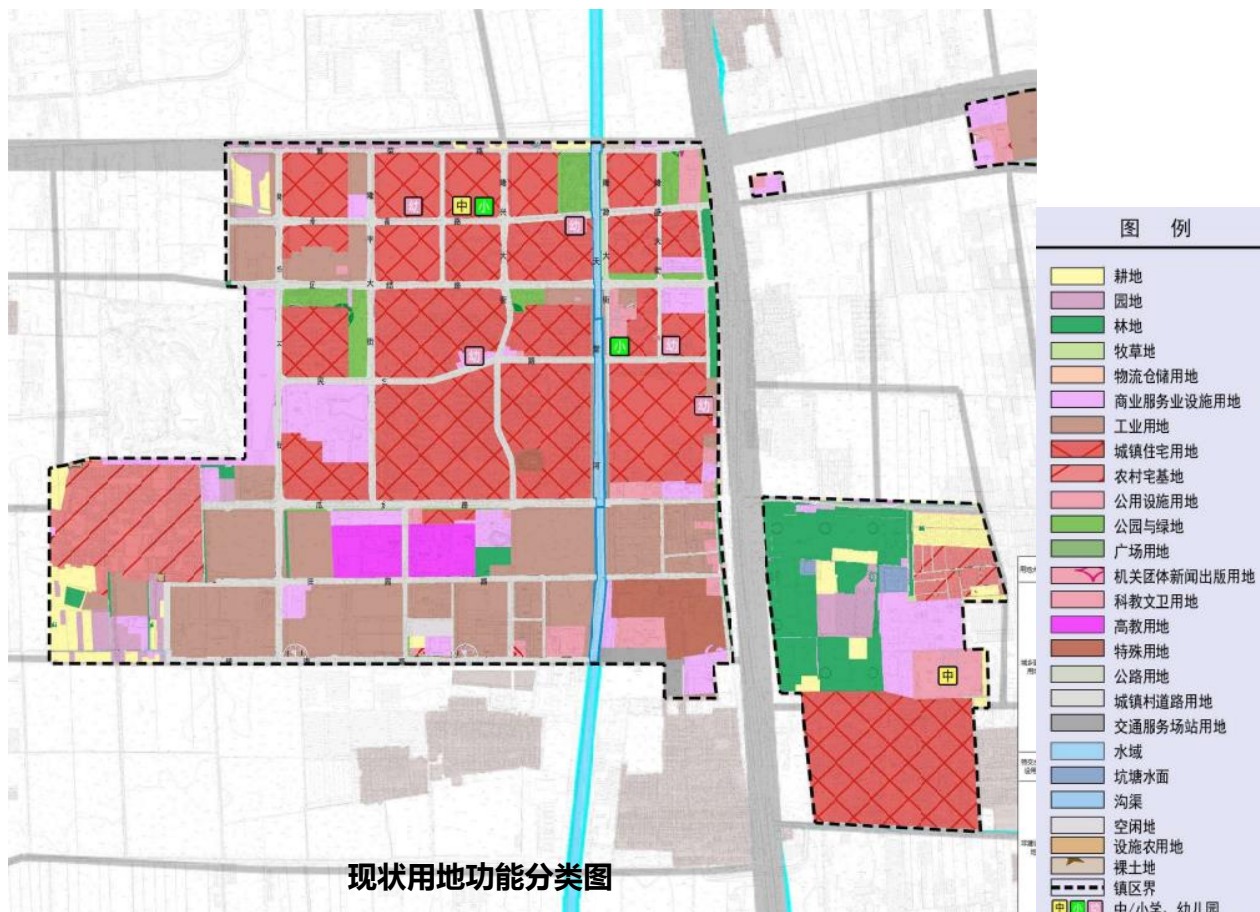 图 例
耕地
园地
林地
牧草地
物流仓储用地
商业服务业设施用地
工业用地
城镇住宅用地
农村宅基地
公用设施用地
公园与绿地
广场用地
机关团体新闻出版用地
科教文卫用地
高教用地
特殊用地
公路用地
城镇村道路用地
交通服务场站用地
水域
坑塘水面
沟渠
空闲地
设施农用地
裸土地
镇区界
中 小 幼 中/小学、幼儿园
幼 中 小
幼
幼
小 幼
幼
中
现状用地功能分类图